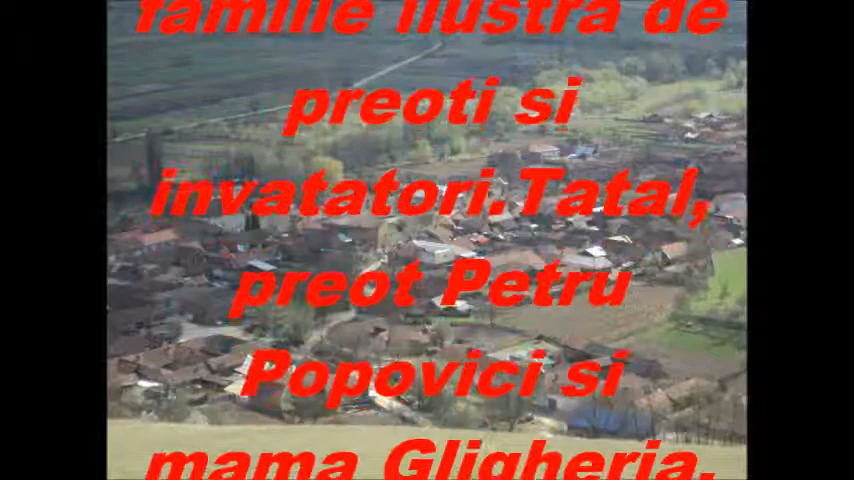 familie ilustra de
preoti si
invatatori.Tatal,
preot Petru
Popovici si
mama Gligheria.